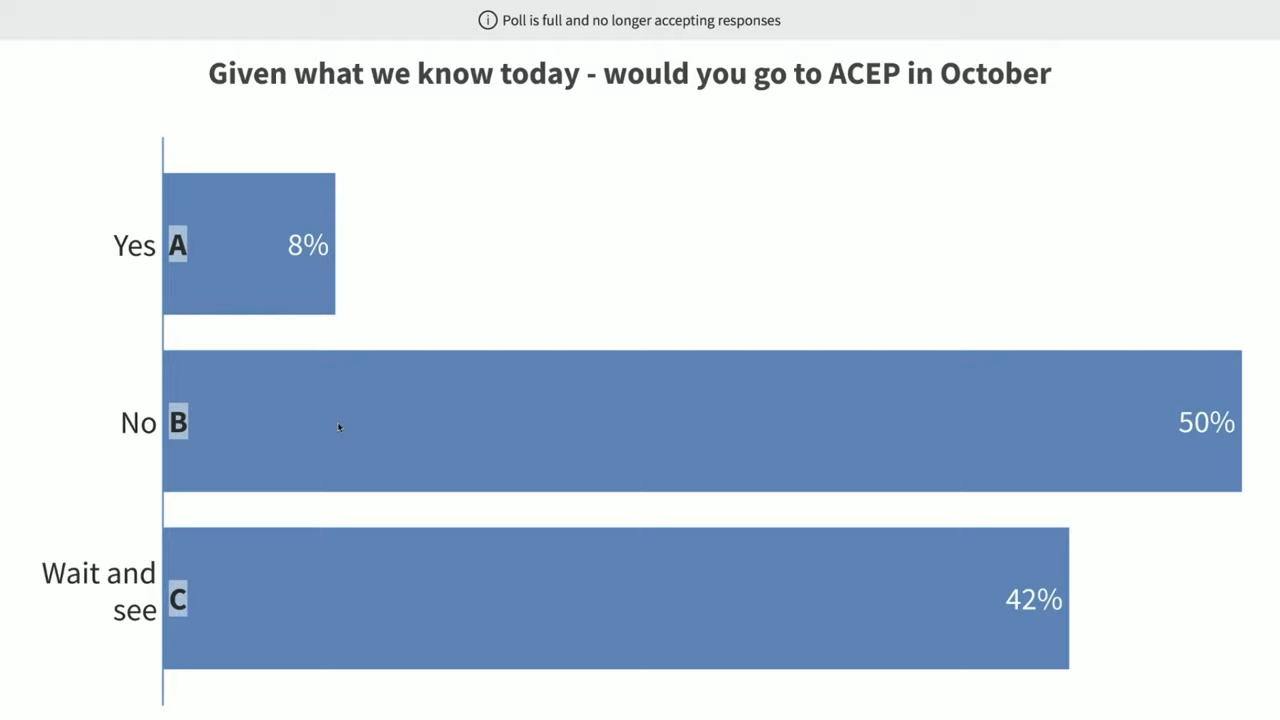 Poll is full and no longer accepting responses
Given what we know today - would you go to ACEP in October
Yes A 8%
No B 50%
Wait and
see C 42%